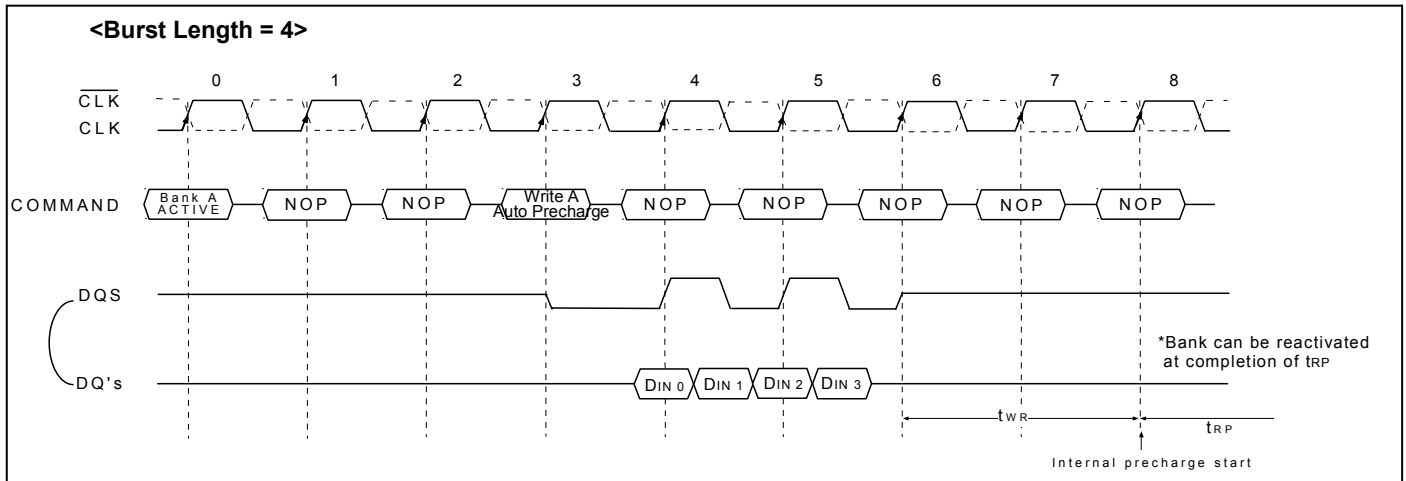 <Burst Length = 4>
0 1 2 3 4 5 6 7 8
CLK
CLK
COMMAND
Bank A
ACTIVE
NOP
NOP
Write A
Auto Precharge
NOP
NOP
NOP
NOP
NOP
DQS
*Bank can be reactivated
at completion of tRP
DQ's
DIN 0
DIN 1
DIN 2
DIN 3
tWR
tRP
Internal precharge start